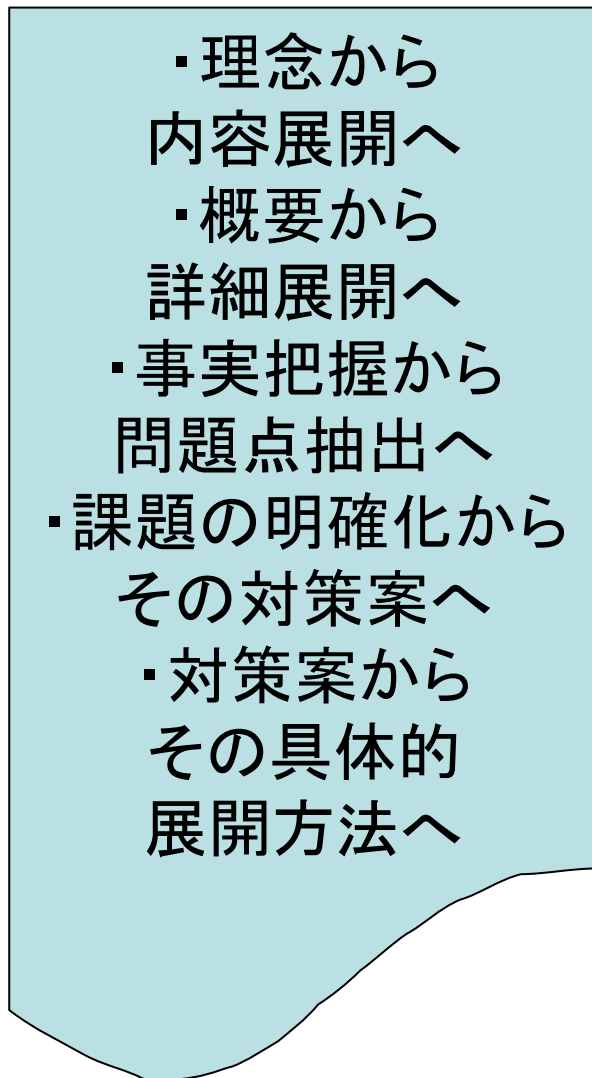 ・理念から
内容展開へ
・概要から
詳細展開へ
・事実把握から
問題点抽出へ
・課題の明確化から
その対策案へ
・対策案から
その具体的
展開方法へ